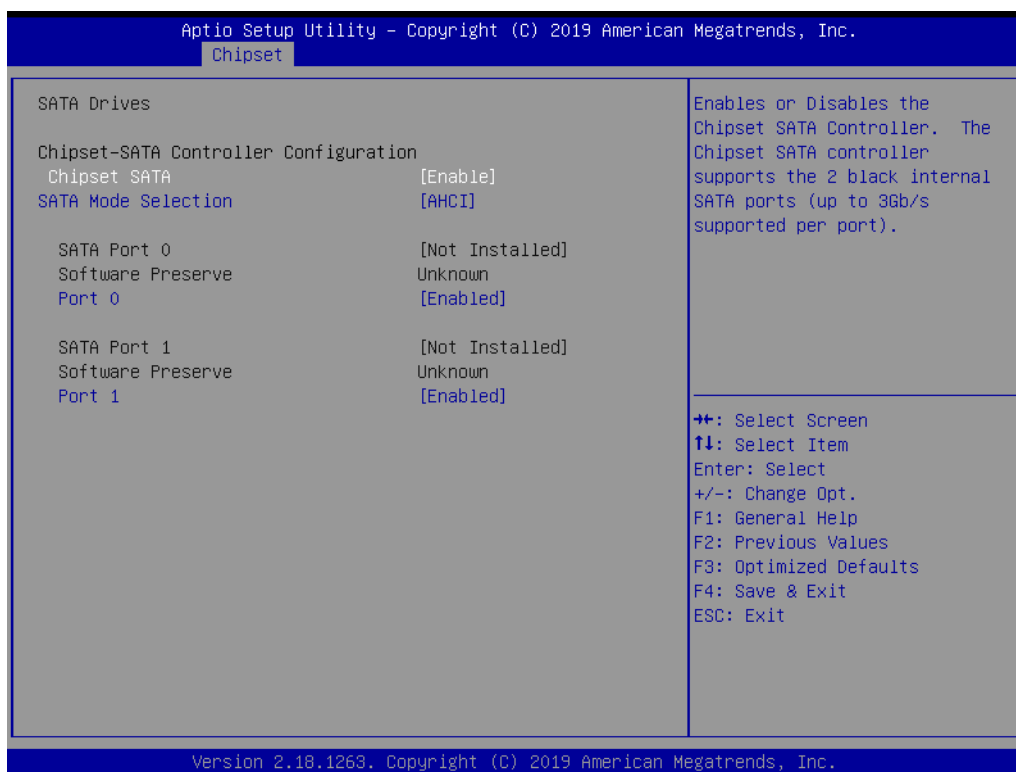 Aptio Setup Utility – Copyright (C) 2019 American Megatrends, Inc.
Chipset
SATA Drives
Chipset-SATA Controller Configuration
Chipset SATA [Enable]
SATA Mode Selection [AHCI]
SATA Port 0 [Not Installed]
Software Preserve Unknown
Port 0 [Enabled]
SATA Port 1 [Not Installed]
Software Preserve Unknown
Port 1 [Enabled]
Enables or Disables the
Chipset SATA Controller. The
Chipset SATA controller
supports the 2 black internal
SATA ports (up to 3Gb/s
supported per port).
→←: Select Screen
↑↓: Select Item
Enter: Select
+/-: Change Opt.
F1: General Help
F2: Previous Values
F3: Optimized Defaults
F4: Save & Exit
ESC: Exit
Version 2.18.1263. Copyright (C) 2019 American Megatrends, Inc.